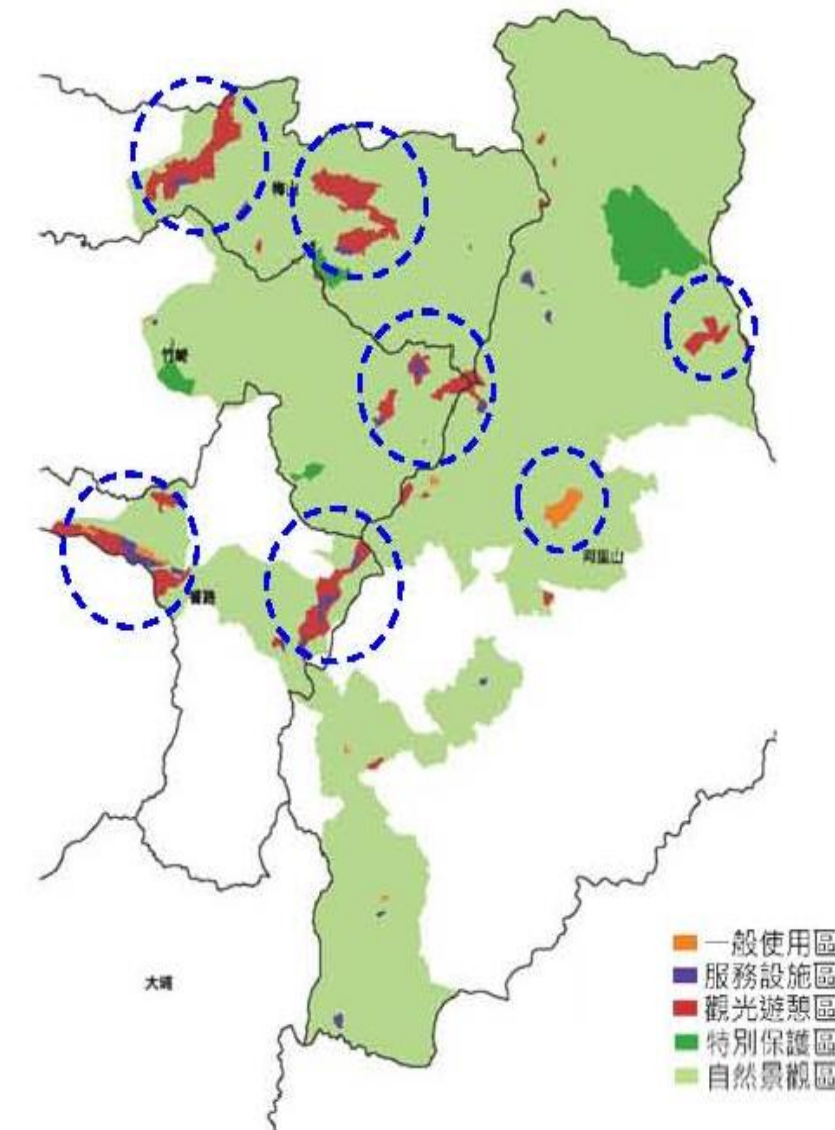 梅山
竹崎
阿里山
番路
大埔
一般使用區
服務設施區
觀光遊憩區
特別保護區
自然景觀區